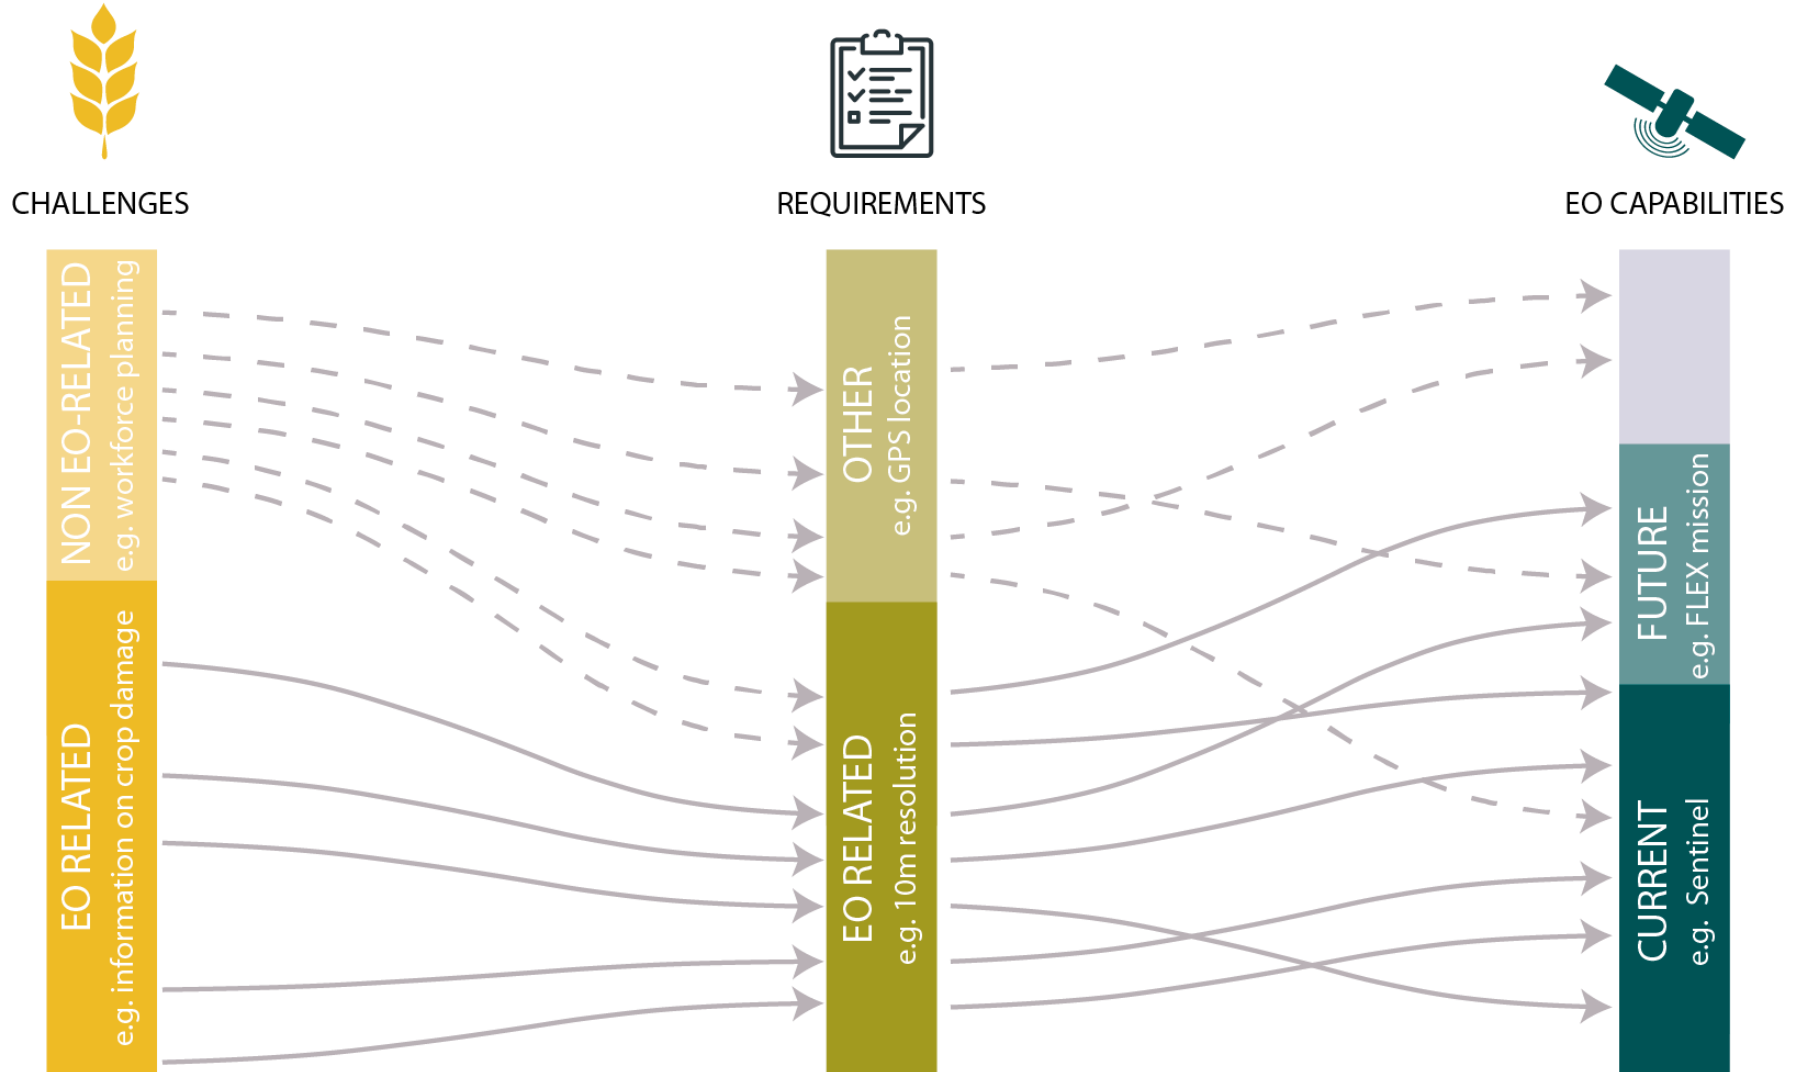 CHALLENGES
REQUIREMENTS
EO CAPABILITIES
NON EO-RELATED
e.g. workforce planning
EO RELATED
e.g. information on crop damage
OTHER
e.g. GPS location
EO RELATED
e.g. 10m resolution
FUTURE
e.g. FLEX mission
CURRENT
e.g. Sentinel